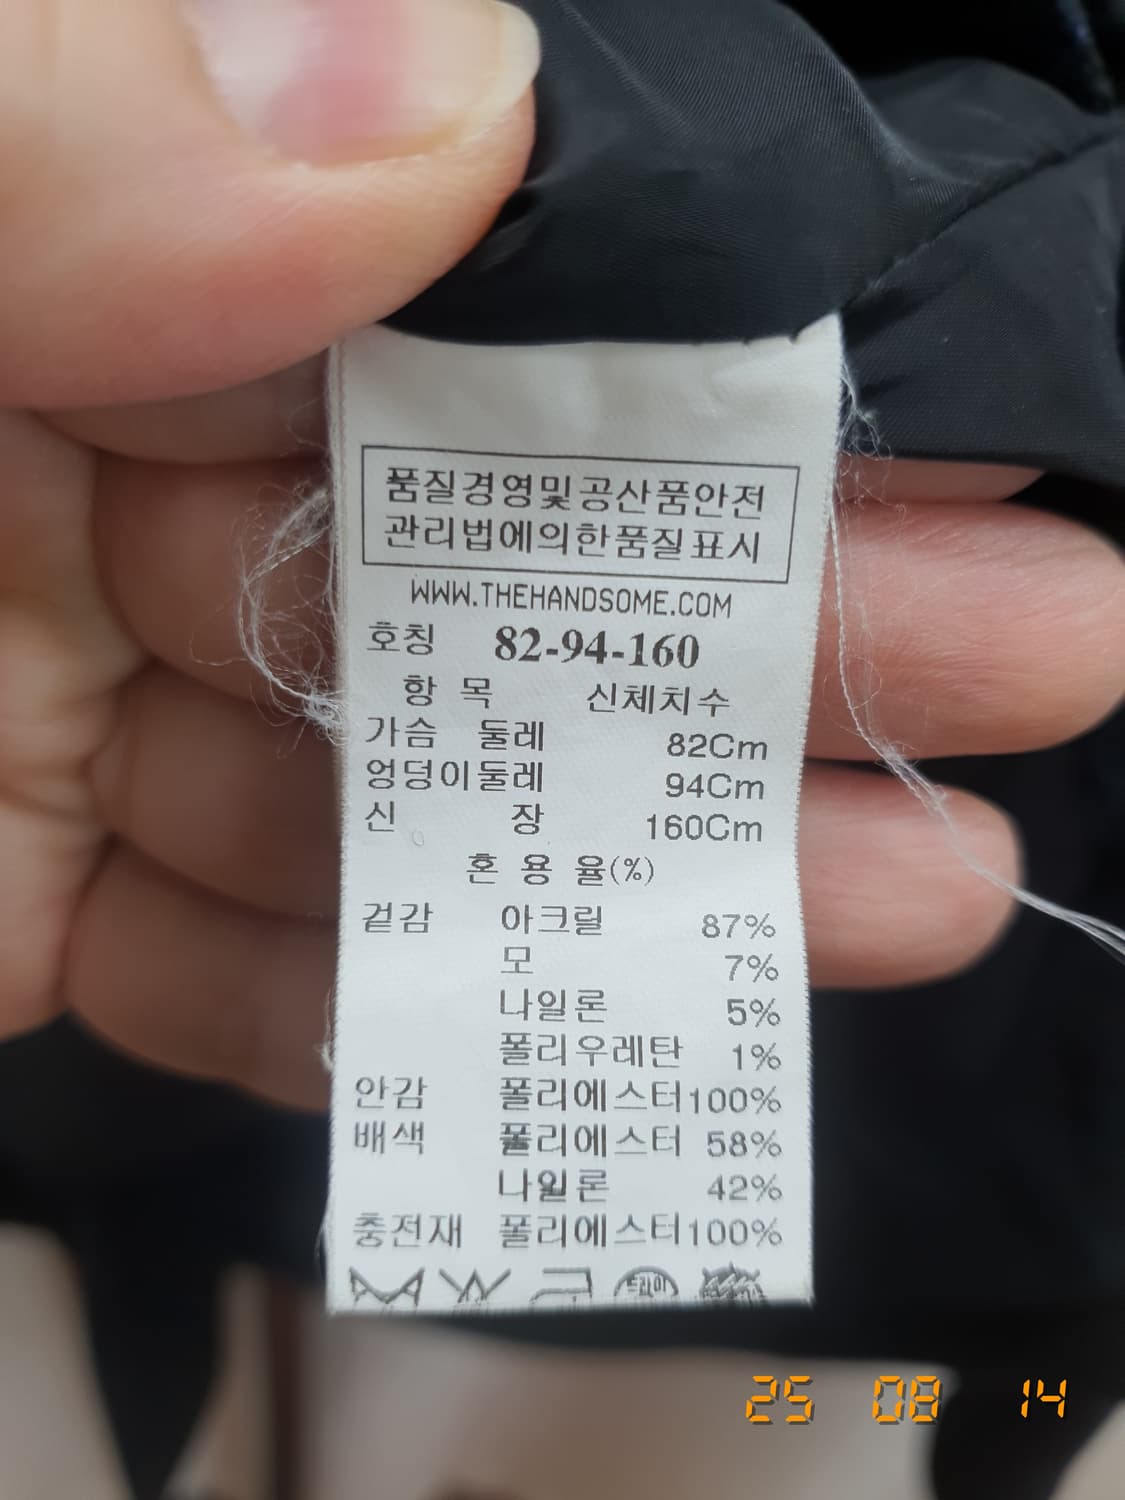 품질경영및공산품안전
관리법에의한품질표시
WWW.THEHANDSOME.COM
호칭 82-94-160
항 목 신체치수
가슴 둘레 82Cm
엉덩이둘레 94Cm
신 장 160Cm
혼 용 율(%)
겉감 아크릴 87%
모 7%
나일론 5%
폴리우레탄 1%
안감 폴리에스터100%
배색 폴리에스터 58%
나일론 42%
충전재 폴리에스터100%
드라이
25 08 14